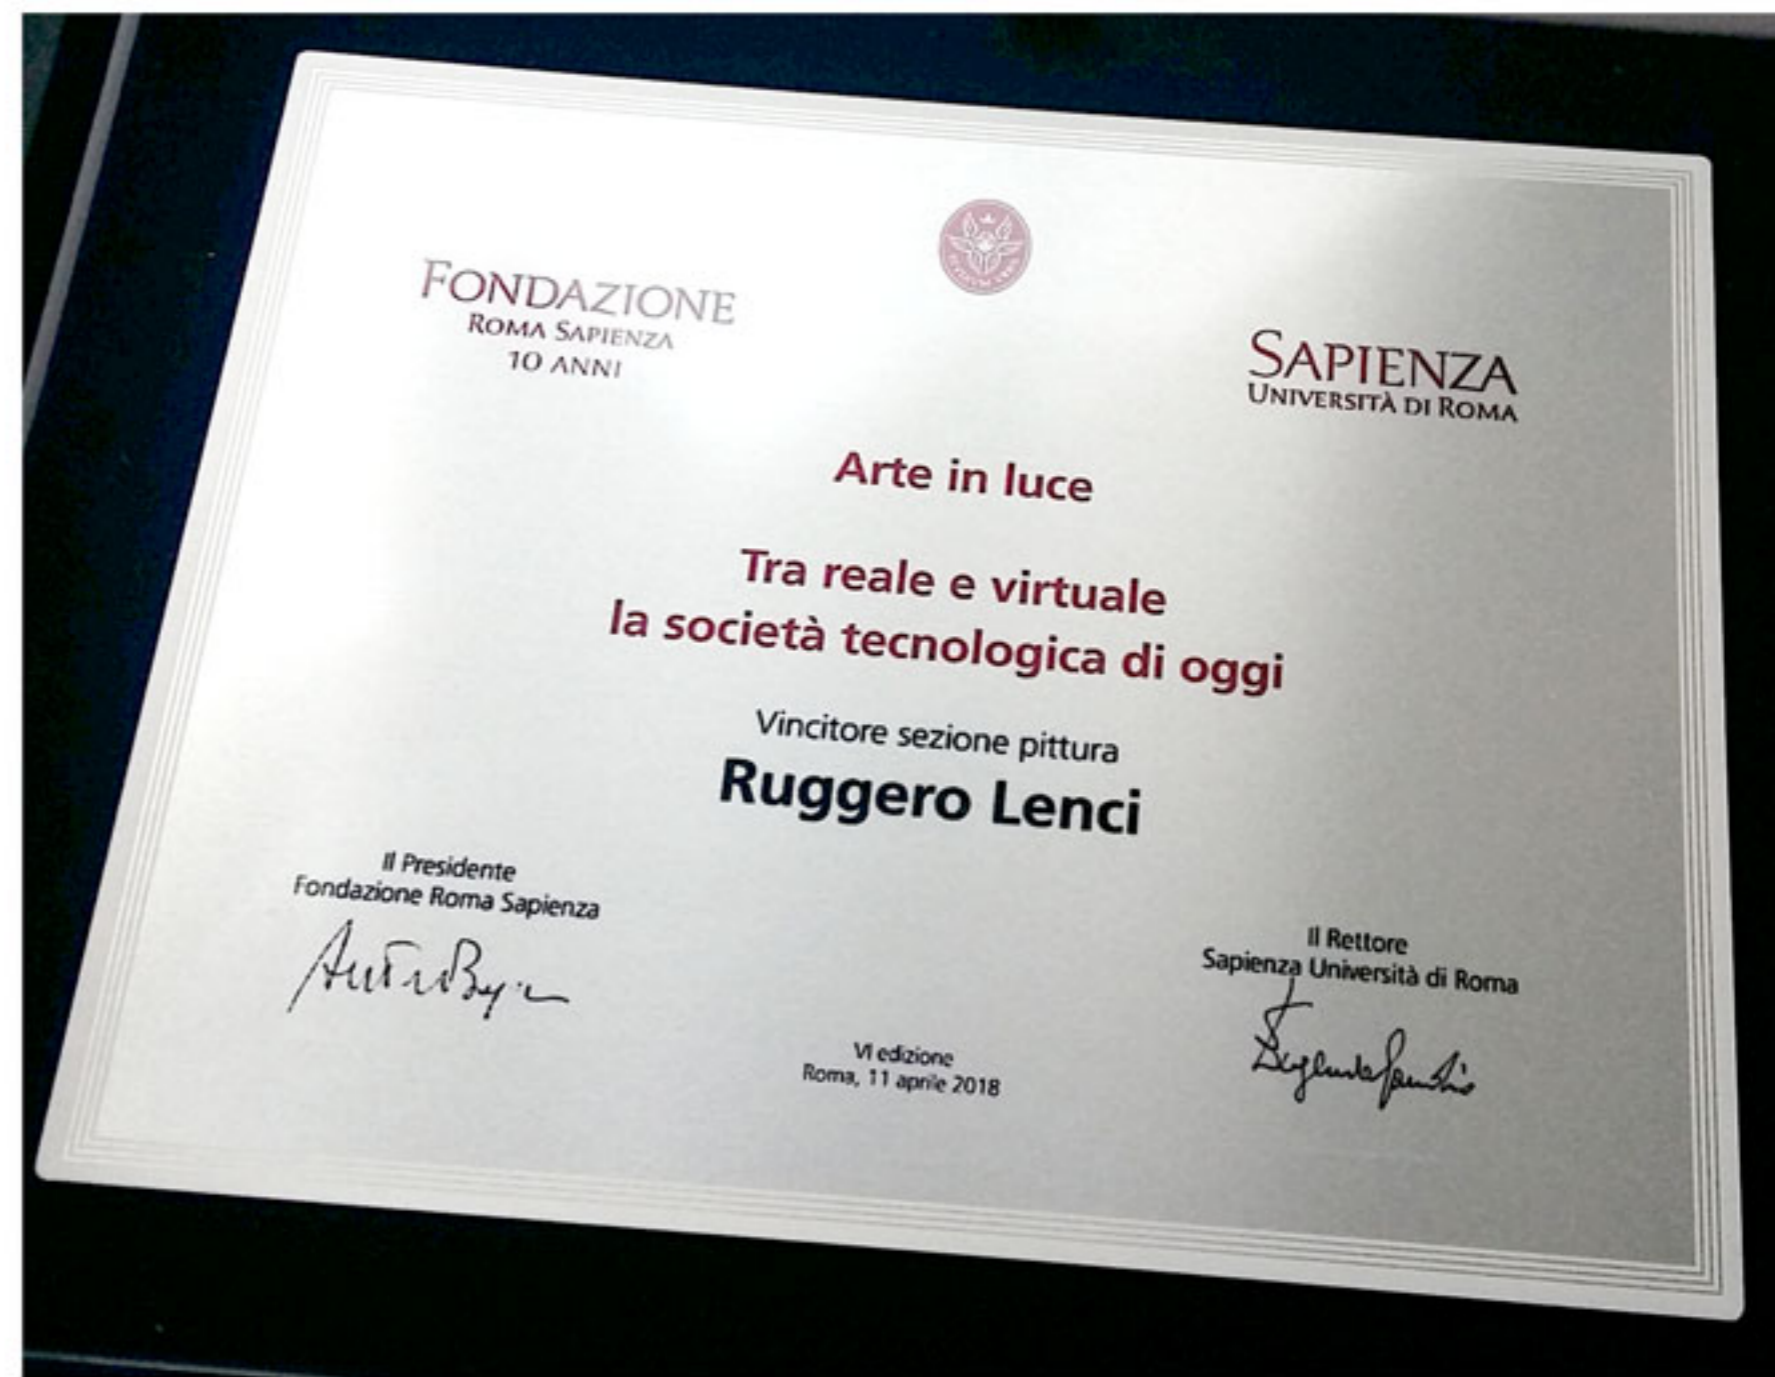 FONDAZIONE
ROMA SAPIENZA
10 ANNI
SAPIENZA
UNIVERSITÀ DI ROMA
Arte in luce
Tra reale e virtuale
la società tecnologica di oggi
Vincitore sezione pittura
Ruggero Lenci
Il Presidente
Fondazione Roma Sapienza
Il Rettore
Sapienza Università di Roma
VI edizione
Roma, 11 aprile 2018